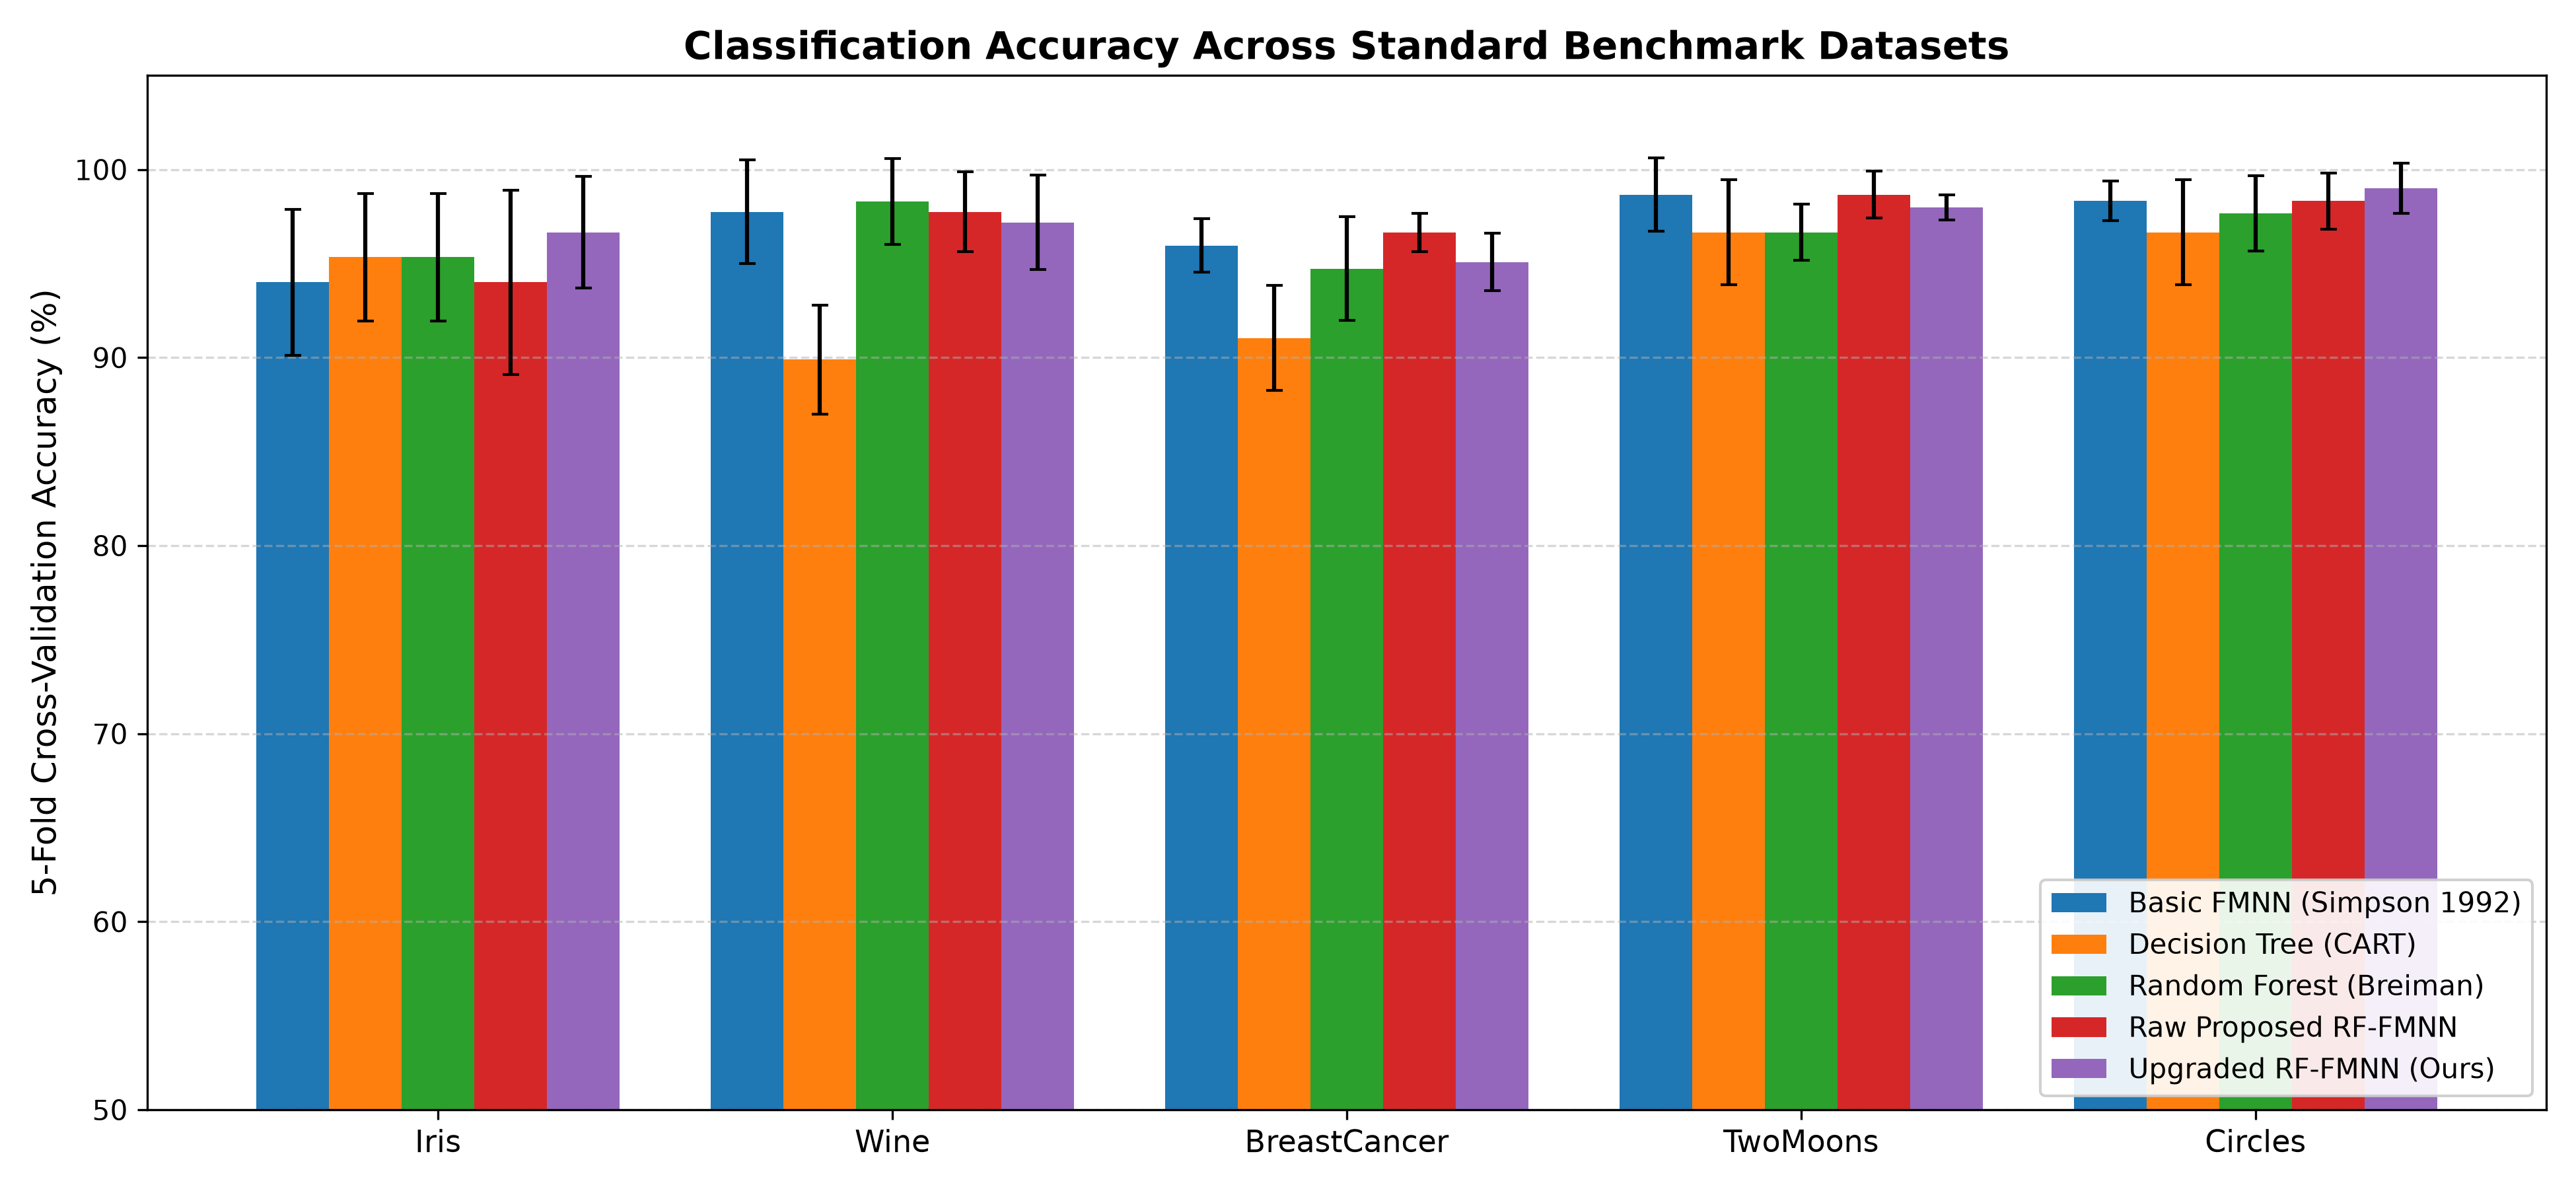 Classification Accuracy Across Standard Benchmark Datasets
5-Fold Cross-Validation Accuracy (%)
100
90
80
70
60
50
Iris
Wine
BreastCancer
TwoMoons
Circles
Basic FMNN (Simpson 1992)
Decision Tree (CART)
Random Forest (Breiman)
Raw Proposed RF-FMNN
Upgraded RF-FMNN (Ours)